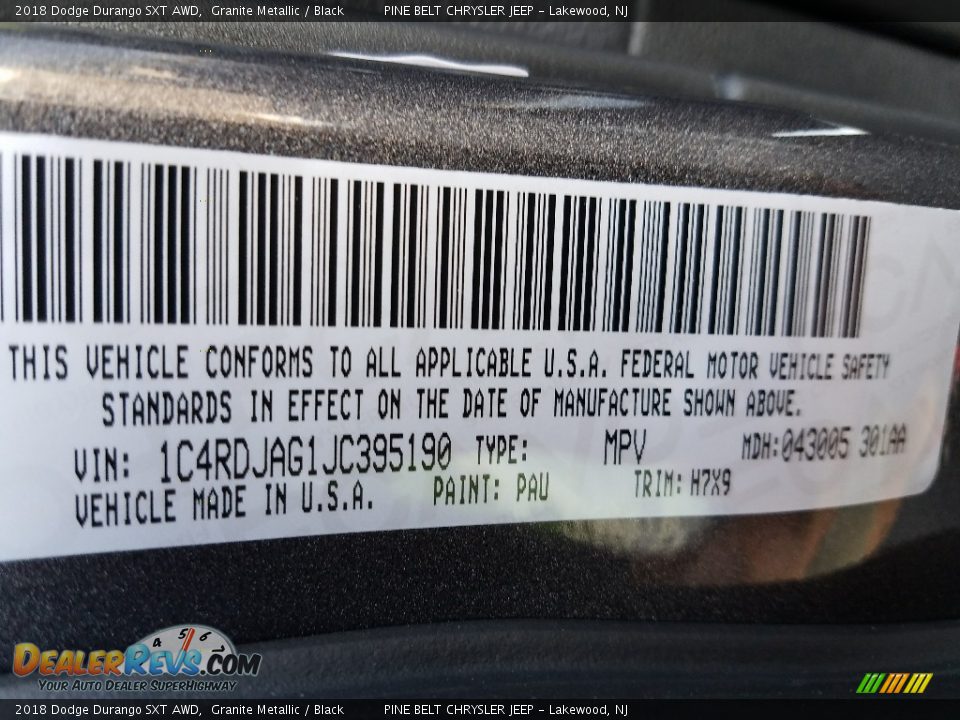 2018 Dodge Durango SXT AWD, Granite Metallic / Black PINE BELT CHRYSLER JEEP - Lakewood, NJ
THIS VEHICLE CONFORMS TO ALL APPLICABLE U.S.A. FEDERAL MOTOR VEHICLE SAFETY
STANDARDS IN EFFECT ON THE DATE OF MANUFACTURE SHOWN ABOVE.
VIN: 1C4RDJAG1JC395190 TYPE: MPV MDH: 043005 301AA
VEHICLE MADE IN U.S.A. PAINT: PAU TRIM: H7X9
4 5 6
DEALERREVS.COM
YOUR AUTO DEALER SUPERHIGHWAY
2018 Dodge Durango SXT AWD, Granite Metallic / Black PINE BELT CHRYSLER JEEP - Lakewood, NJ